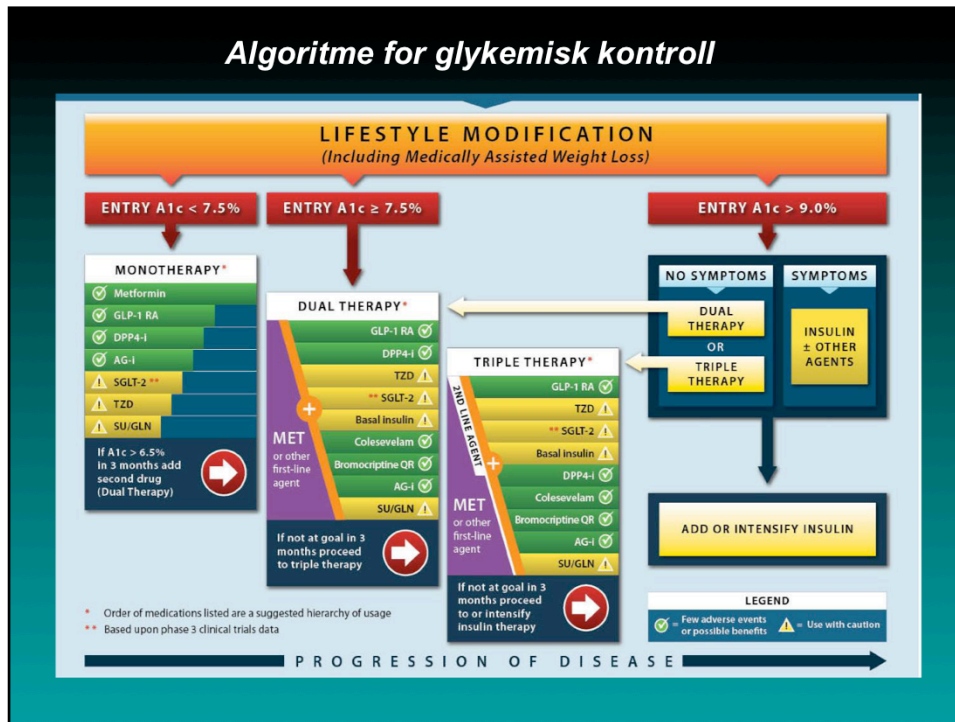 Algoritme for glykemisk kontroll
LIFESTYLE MODIFICATION
(Including Medically Assisted Weight Loss)
ENTRY A1c < 7.5%
ENTRY A1c ≥ 7.5%
ENTRY A1c > 9.0%
MONOTHERAPY*
Metformin
GLP-1 RA
DPP4-i
AG-i
SGLT-2 **
TZD
SU/GLN
If A1c > 6.5%
in 3 months add
second drug
(Dual Therapy)
DUAL THERAPY*
GLP-1 RA
DPP4-i
TZD
** SGLT-2
Basal insulin
Colesevelam
Bromocriptine QR
AG-i
SU/GLN
+
MET
or other
first-line
agent
If not at goal in 3
months proceed
to triple therapy
TRIPLE THERAPY*
GLP-1 RA
TZD
** SGLT-2
Basal insulin
DPP4-i
Colesevelam
Bromocriptine QR
AG-i
SU/GLN
2ND LINE AGENT
+
MET
or other
first-line
agent
If not at goal in 3
months proceed
to or intensify
insulin therapy
NO SYMPTOMS
DUAL
THERAPY
OR
TRIPLE
THERAPY
SYMPTOMS
INSULIN
± OTHER
AGENTS
ADD OR INTENSIFY INSULIN
LEGEND
= Few adverse events
or possible benefits
= Use with caution
* Order of medications listed are a suggested hierarchy of usage
** Based upon phase 3 clinical trials data
PROGRESSION OF DISEASE